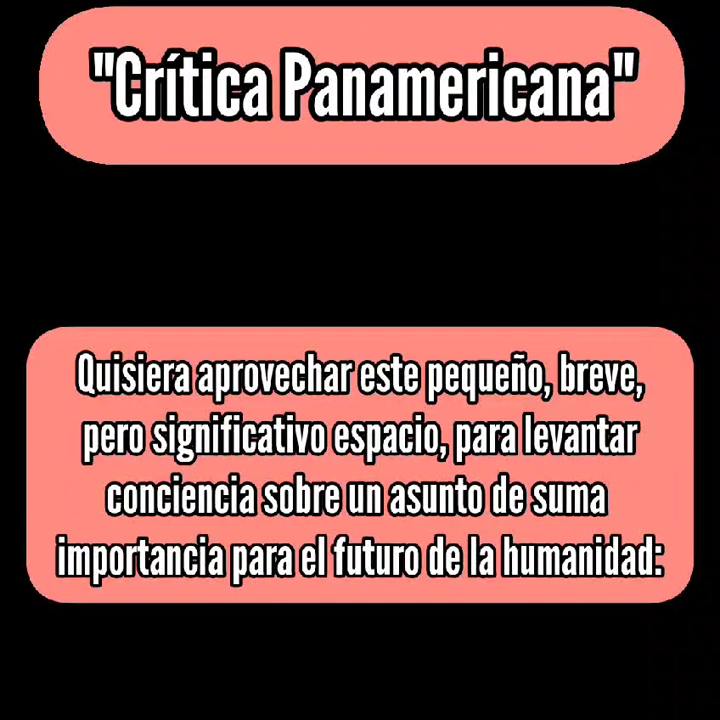 "Crítica Panamericana"
Quisiera aprovechar este pequeño, breve,
pero significativo espacio, para levantar
conciencia sobre un asunto de suma
importancia para el futuro de la humanidad: